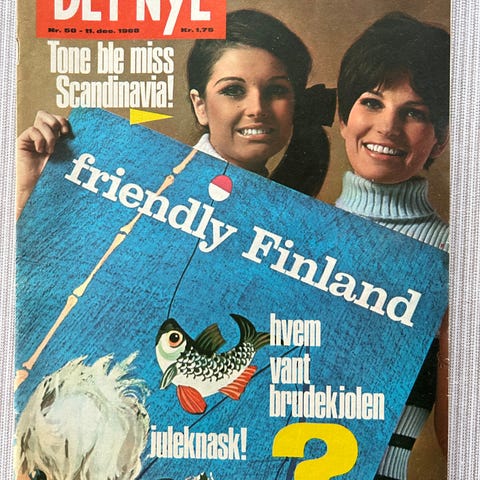 DET NYE
Nr. 50 - 11. des. 1968 Kr. 1,75
Tone ble miss
Scandinavia!
friendly Finland
hvem
vant
brudekjolen
?
juleknask!